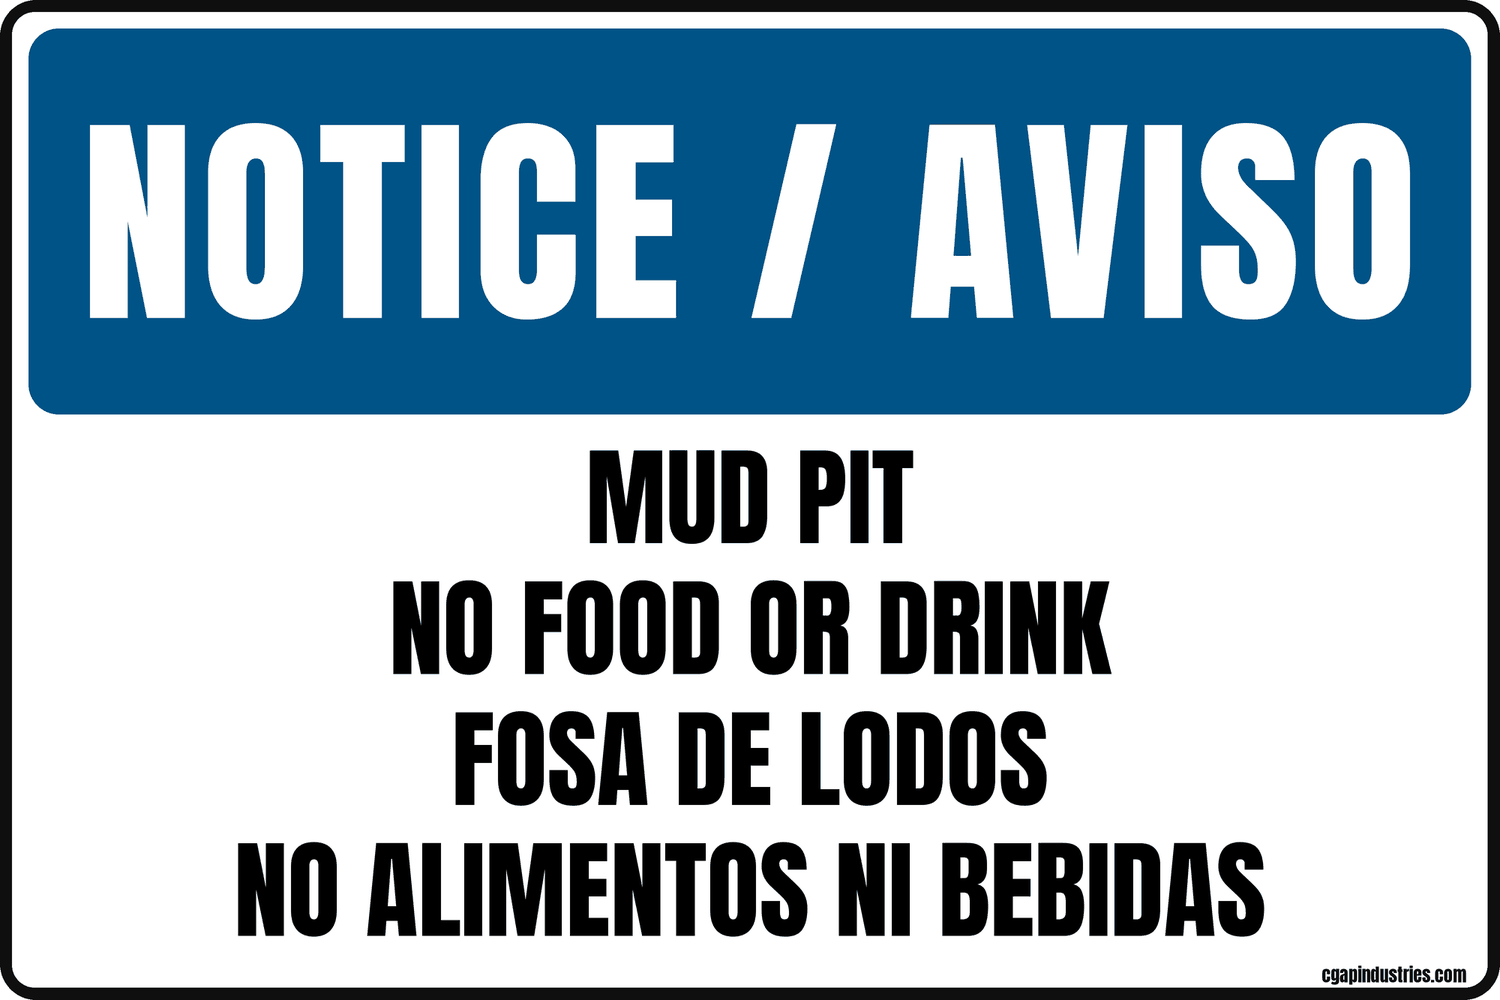 NOTICE / AVISO
MUD PIT
NO FOOD OR DRINK
FOSA DE LODOS
NO ALIMENTOS NI BEBIDAS
cgapindustries.com